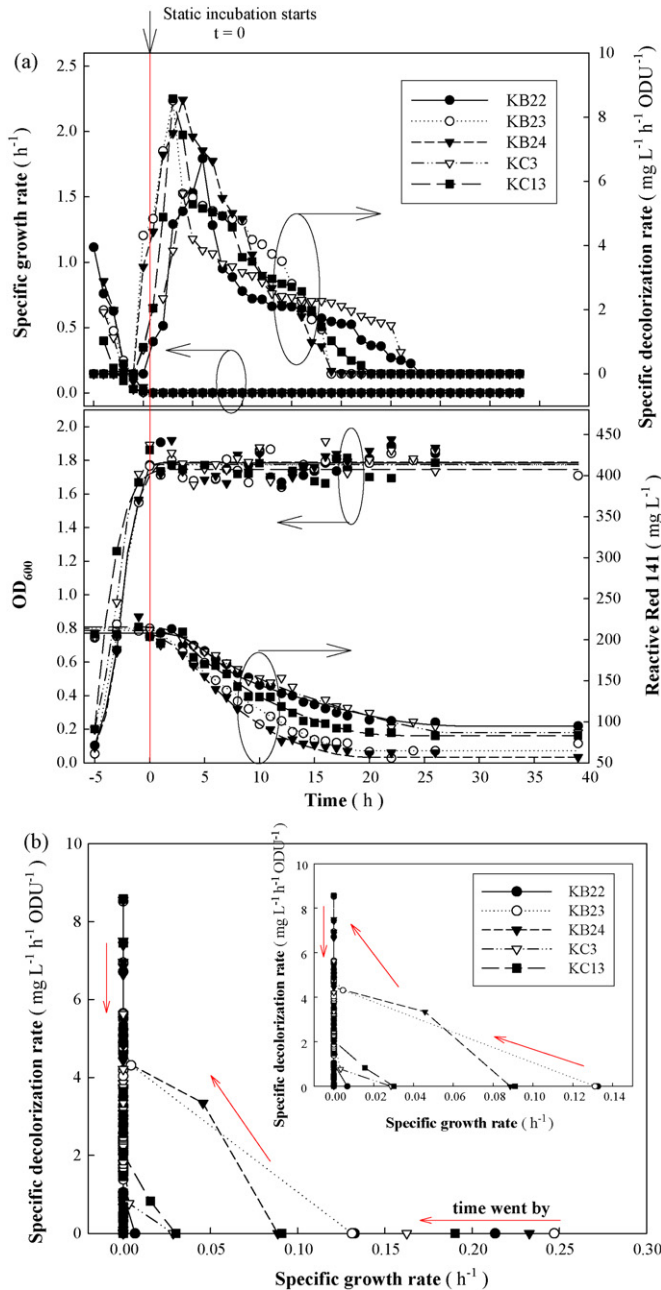 Static incubation starts
t = 0
(a)
2.5
2.0
1.5
1.0
0.5
0.0
Specific growth rate ( h⁻¹ )
10
8
6
4
2
0
Specific decolorization rate ( mg L⁻¹ h⁻¹ ODU⁻¹ )
KB22
KB23
KB24
KC3
KC13
2.0
1.8
1.6
1.4
1.2
1.0
0.8
0.6
0.4
0.2
0.0
OD₆₀₀
450
400
350
300
250
200
150
100
50
Reactive Red 141 ( mg L⁻¹ )
-5 0 5 10 15 20 25 30 35 40
Time ( h )
(b)
10
8
6
4
2
0
Specific decolorization rate ( mg L⁻¹ h⁻¹ ODU⁻¹ )
10
8
6
4
2
0
Specific decolorization rate ( mg L⁻¹ h⁻¹ ODU⁻¹ )
KB22
KB23
KB24
KC3
KC13
0.00 0.02 0.04 0.06 0.08 0.10 0.12 0.14
Specific growth rate ( h⁻¹ )
time went by
0.00 0.05 0.10 0.15 0.20 0.25 0.30
Specific growth rate ( h⁻¹ )